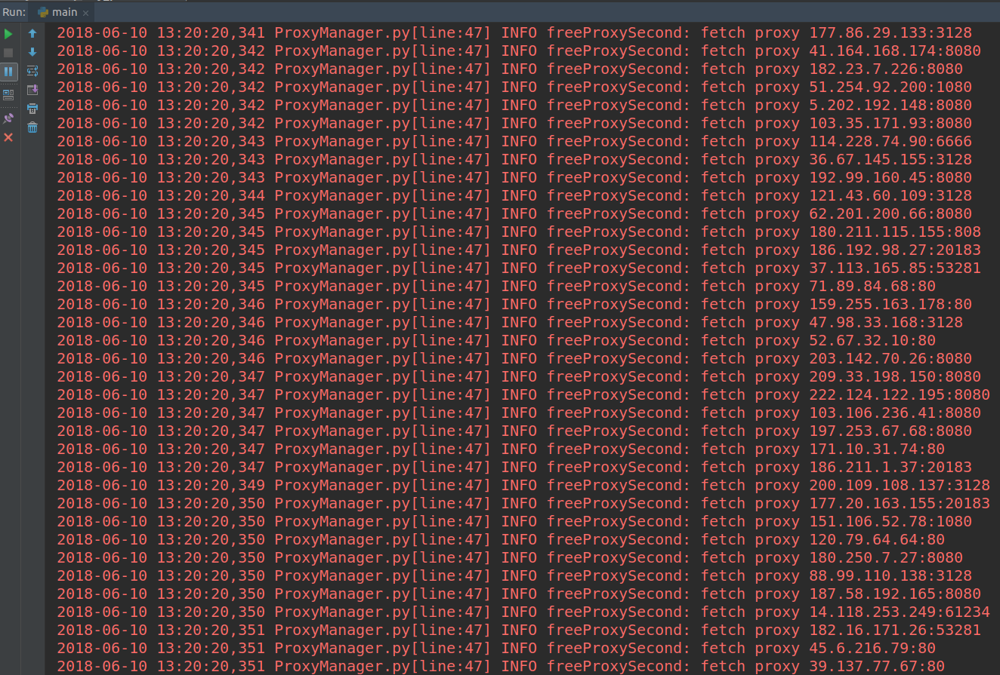 Run: main
2018-06-10 13:20:20,341 ProxyManager.py[line:47] INFO freeProxySecond: fetch proxy 177.86.29.133:3128
2018-06-10 13:20:20,342 ProxyManager.py[line:47] INFO freeProxySecond: fetch proxy 41.164.168.174:8080
2018-06-10 13:20:20,342 ProxyManager.py[line:47] INFO freeProxySecond: fetch proxy 182.23.7.226:8080
2018-06-10 13:20:20,342 ProxyManager.py[line:47] INFO freeProxySecond: fetch proxy 51.254.92.200:1080
2018-06-10 13:20:20,342 ProxyManager.py[line:47] INFO freeProxySecond: fetch proxy 5.202.192.148:8080
2018-06-10 13:20:20,342 ProxyManager.py[line:47] INFO freeProxySecond: fetch proxy 103.35.171.93:8080
2018-06-10 13:20:20,343 ProxyManager.py[line:47] INFO freeProxySecond: fetch proxy 114.228.74.90:6666
2018-06-10 13:20:20,343 ProxyManager.py[line:47] INFO freeProxySecond: fetch proxy 36.67.145.155:3128
2018-06-10 13:20:20,343 ProxyManager.py[line:47] INFO freeProxySecond: fetch proxy 192.99.160.45:8080
2018-06-10 13:20:20,344 ProxyManager.py[line:47] INFO freeProxySecond: fetch proxy 121.43.60.109:3128
2018-06-10 13:20:20,345 ProxyManager.py[line:47] INFO freeProxySecond: fetch proxy 62.201.200.66:8080
2018-06-10 13:20:20,345 ProxyManager.py[line:47] INFO freeProxySecond: fetch proxy 180.211.115.155:808
2018-06-10 13:20:20,345 ProxyManager.py[line:47] INFO freeProxySecond: fetch proxy 186.192.98.27:20183
2018-06-10 13:20:20,345 ProxyManager.py[line:47] INFO freeProxySecond: fetch proxy 37.113.165.85:53281
2018-06-10 13:20:20,345 ProxyManager.py[line:47] INFO freeProxySecond: fetch proxy 71.89.84.68:80
2018-06-10 13:20:20,346 ProxyManager.py[line:47] INFO freeProxySecond: fetch proxy 159.255.163.178:80
2018-06-10 13:20:20,346 ProxyManager.py[line:47] INFO freeProxySecond: fetch proxy 47.98.33.168:3128
2018-06-10 13:20:20,346 ProxyManager.py[line:47] INFO freeProxySecond: fetch proxy 52.67.32.10:80
2018-06-10 13:20:20,346 ProxyManager.py[line:47] INFO freeProxySecond: fetch proxy 203.142.70.26:8080
2018-06-10 13:20:20,347 ProxyManager.py[line:47] INFO freeProxySecond: fetch proxy 209.33.198.150:8080
2018-06-10 13:20:20,347 ProxyManager.py[line:47] INFO freeProxySecond: fetch proxy 222.124.122.195:8080
2018-06-10 13:20:20,347 ProxyManager.py[line:47] INFO freeProxySecond: fetch proxy 103.106.236.41:8080
2018-06-10 13:20:20,347 ProxyManager.py[line:47] INFO freeProxySecond: fetch proxy 197.253.67.68:8080
2018-06-10 13:20:20,347 ProxyManager.py[line:47] INFO freeProxySecond: fetch proxy 171.10.31.74:80
2018-06-10 13:20:20,347 ProxyManager.py[line:47] INFO freeProxySecond: fetch proxy 186.211.1.37:20183
2018-06-10 13:20:20,349 ProxyManager.py[line:47] INFO freeProxySecond: fetch proxy 200.109.108.137:3128
2018-06-10 13:20:20,350 ProxyManager.py[line:47] INFO freeProxySecond: fetch proxy 177.20.163.155:20183
2018-06-10 13:20:20,350 ProxyManager.py[line:47] INFO freeProxySecond: fetch proxy 151.106.52.78:1080
2018-06-10 13:20:20,350 ProxyManager.py[line:47] INFO freeProxySecond: fetch proxy 120.79.64.64:80
2018-06-10 13:20:20,350 ProxyManager.py[line:47] INFO freeProxySecond: fetch proxy 180.250.7.27:8080
2018-06-10 13:20:20,350 ProxyManager.py[line:47] INFO freeProxySecond: fetch proxy 88.99.110.138:3128
2018-06-10 13:20:20,350 ProxyManager.py[line:47] INFO freeProxySecond: fetch proxy 187.58.192.165:8080
2018-06-10 13:20:20,350 ProxyManager.py[line:47] INFO freeProxySecond: fetch proxy 14.118.253.249:61234
2018-06-10 13:20:20,351 ProxyManager.py[line:47] INFO freeProxySecond: fetch proxy 182.16.171.26:53281
2018-06-10 13:20:20,351 ProxyManager.py[line:47] INFO freeProxySecond: fetch proxy 45.6.216.79:80
2018-06-10 13:20:20,351 ProxyManager.py[line:47] INFO freeProxySecond: fetch proxy 39.137.77.67:80